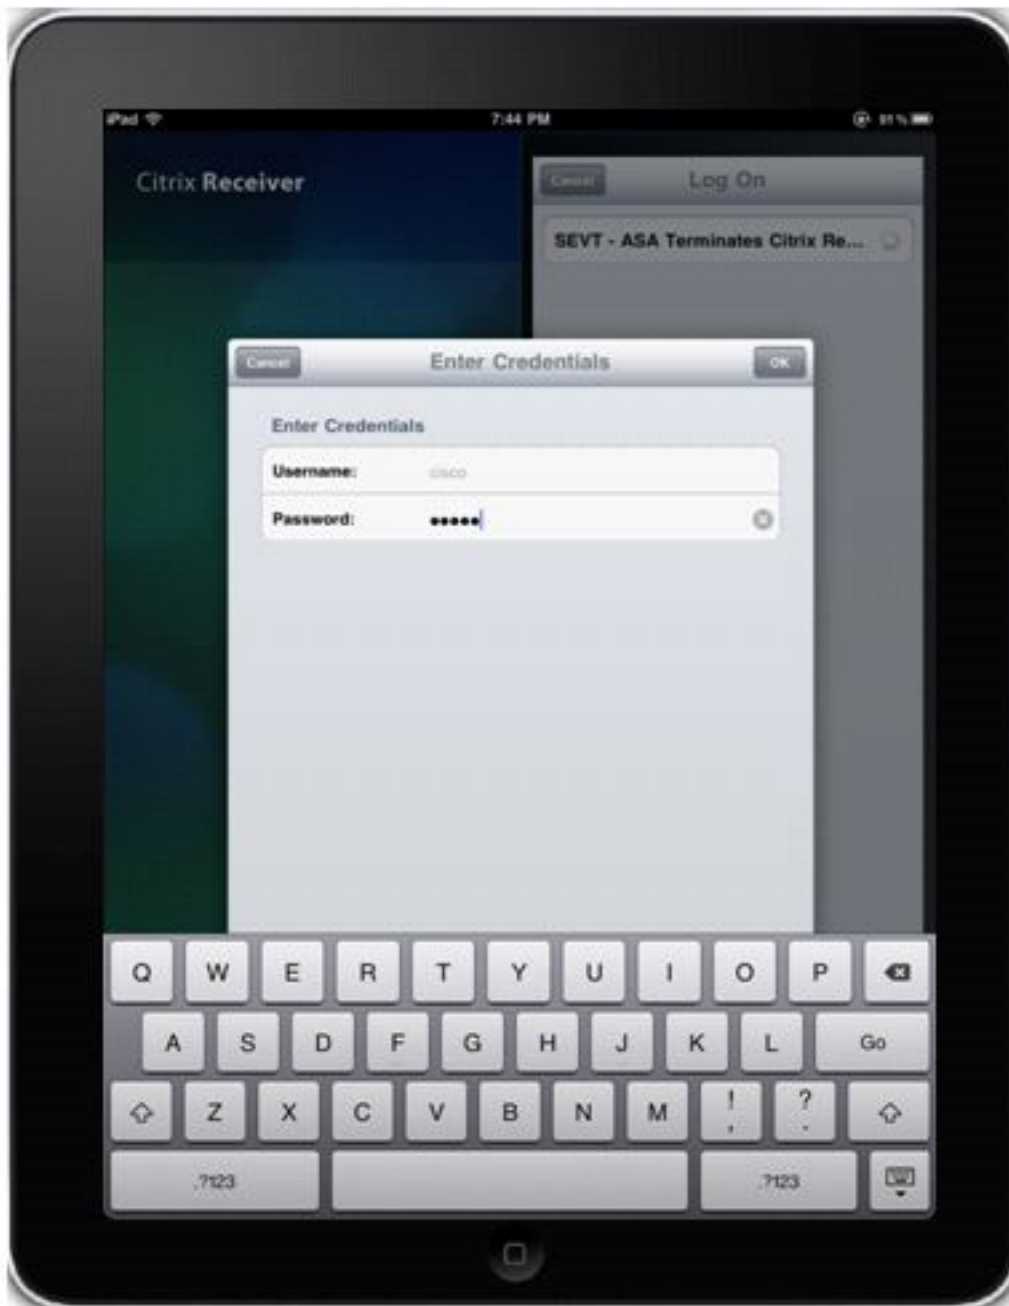 iPad 7:44 PM 91%
Citrix Receiver
Cancel Log On
SEVT - ASA Terminates Citrix Re...
Cancel Enter Credentials OK
Enter Credentials
Username: cisco
Password: •••••
Q W E R T Y U I O P
A S D F G H J K L Go
Z X C V B N M ! , ? .
.?123 .?123